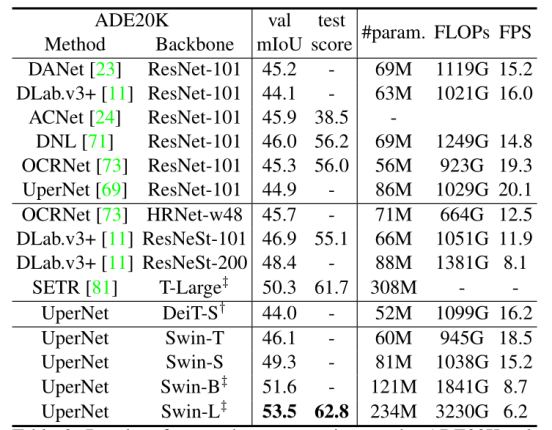 ADE20K val test #param. FLOPs FPS
Method Backbone mIoU score
DANet [23] ResNet-101 45.2 - 69M 1119G 15.2
DLab.v3+ [11] ResNet-101 44.1 - 63M 1021G 16.0
ACNet [24] ResNet-101 45.9 38.5 -
DNL [71] ResNet-101 46.0 56.2 69M 1249G 14.8
OCRNet [73] ResNet-101 45.3 56.0 56M 923G 19.3
UperNet [69] ResNet-101 44.9 - 86M 1029G 20.1
OCRNet [73] HRNet-w48 45.7 - 71M 664G 12.5
DLab.v3+ [11] ResNeSt-101 46.9 55.1 66M 1051G 11.9
DLab.v3+ [11] ResNeSt-200 48.4 - 88M 1381G 8.1
SETR [81] T-Large‡ 50.3 61.7 308M - -
UperNet DeiT-S† 44.0 - 52M 1099G 16.2
UperNet Swin-T 46.1 - 60M 945G 18.5
UperNet Swin-S 49.3 - 81M 1038G 15.2
UperNet Swin-B‡ 51.6 - 121M 1841G 8.7
UperNet Swin-L‡ 53.5 62.8 234M 3230G 6.2